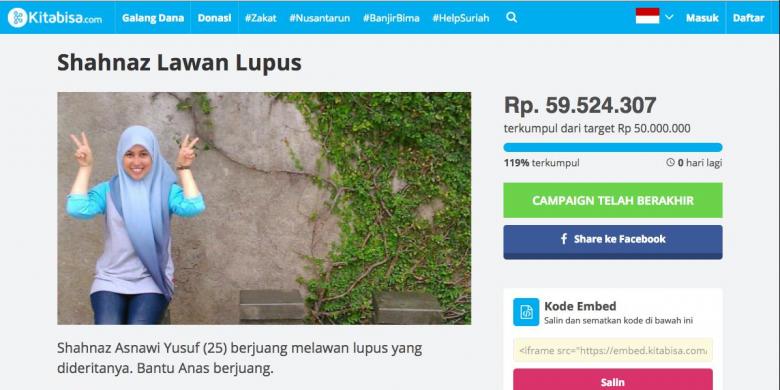 Kitabisa.com Galang Dana Donasi #Zakat #Nusantarun #BanjirBima #HelpSuriah Masuk Daftar
Shahnaz Lawan Lupus
Rp. 59.524.307
terkumpul dari target Rp 50.000.000
119% terkumpul 0 hari lagi
CAMPAIGN TELAH BERAKHIR
f Share ke Facebook
Kode Embed
Salin dan sematkan kode di bawah ini
<iframe src="https://embed.kitabisa.com/
Salin
Shahnaz Asnawi Yusuf (25) berjuang melawan lupus yang
dideritanya. Bantu Anas berjuang.